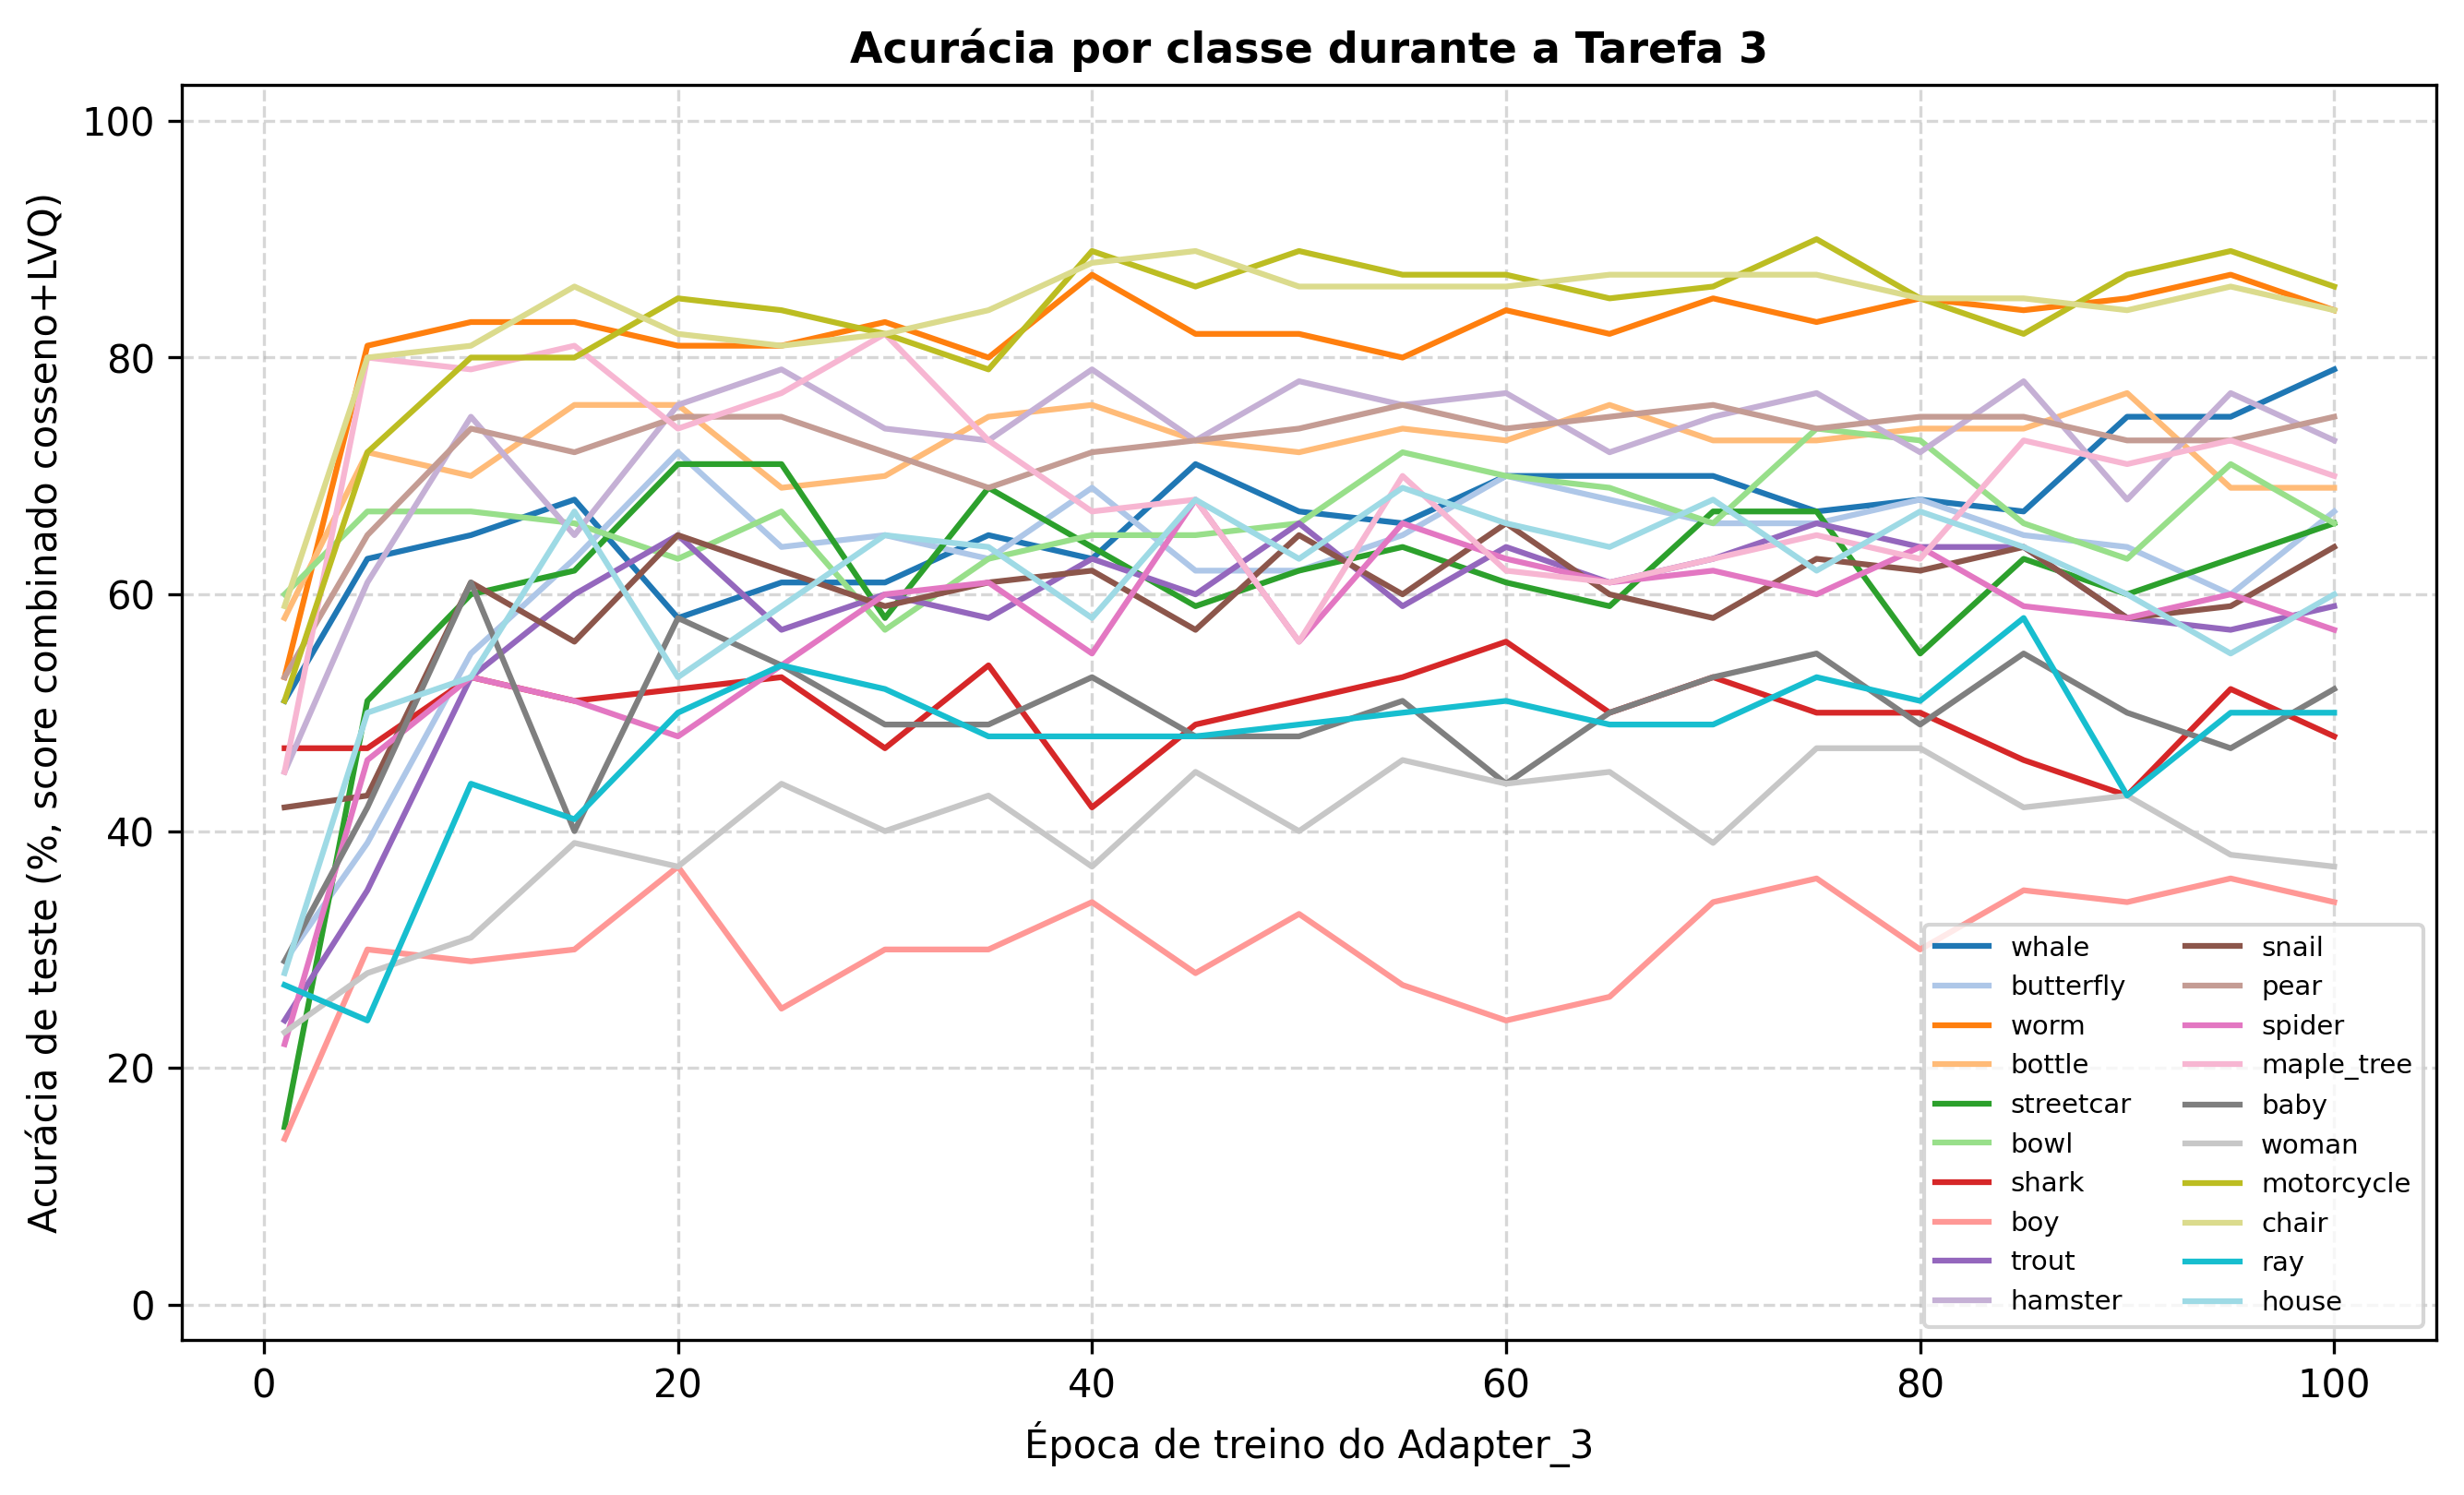 Acurácia por classe durante a Tarefa 3
Acurácia de teste (%, score combinado cosseno+LVQ)
100
80
60
40
20
0
0 20 40 60 80 100
Época de treino do Adapter_3
whale
butterfly
worm
bottle
streetcar
bowl
shark
boy
trout
hamster
snail
pear
spider
maple_tree
baby
woman
motorcycle
chair
ray
house